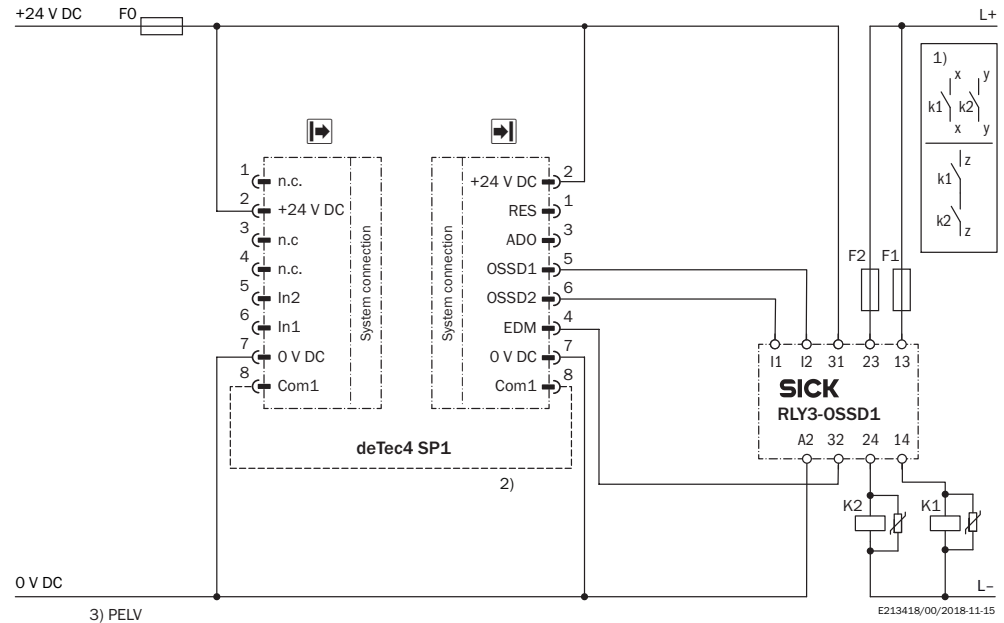 +24 V DC
F0
L+
1)
x
y
k1
k2
x
y
z
k1
k2
z
1
n.c.
2
+24 V DC
3
n.c
4
n.c.
5
In2
6
In1
7
0 V DC
8
Com1
System connection
System connection
+24 V DC
2
RES
1
ADO
3
OSSD1
5
OSSD2
6
EDM
4
0 V DC
7
Com1
8
deTec4 SP1
2)
F2
F1
I1
I2
31
23
13
SICK
RLY3-OSSD1
A2
32
24
14
K2
K1
0 V DC
L–
3) PELV
E213418/00/2018-11-15